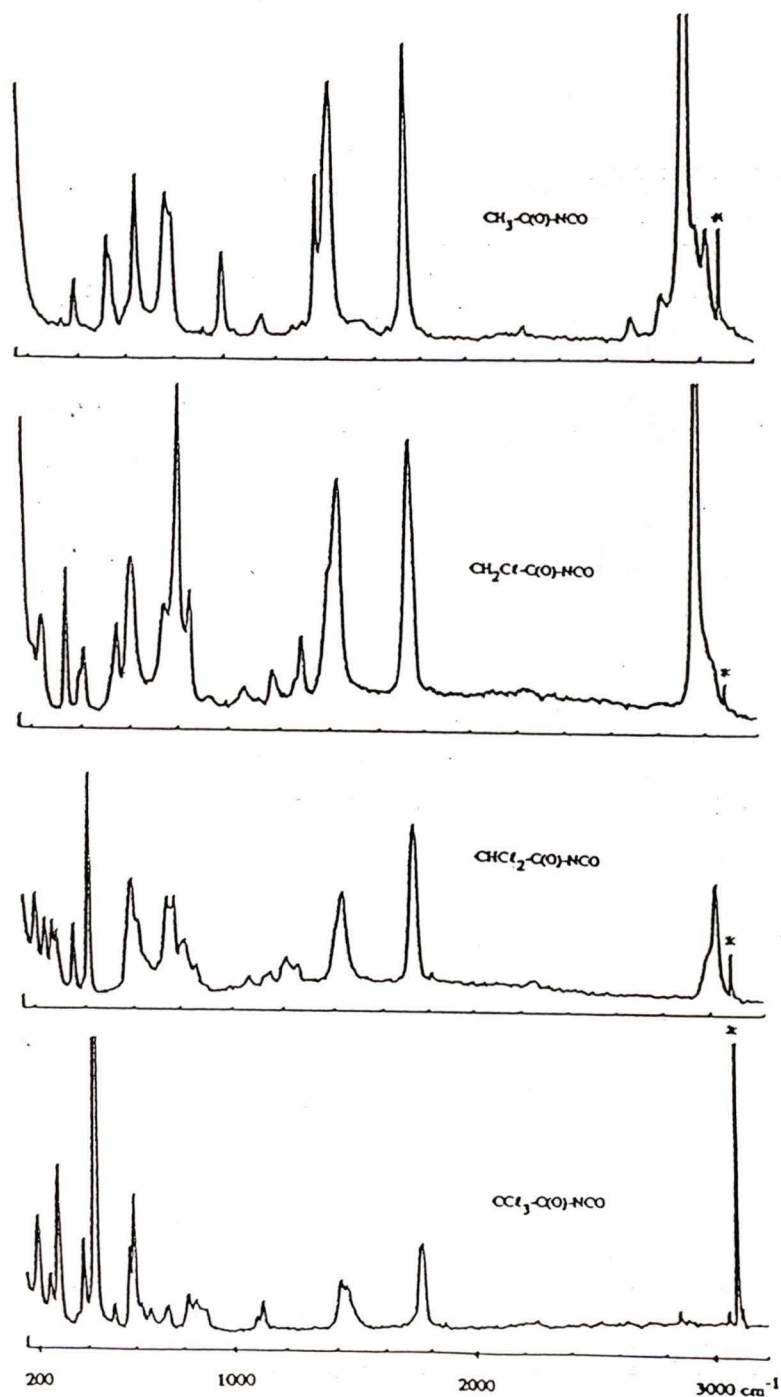 CH₃-C(O)-NCO
*
CH₂Cℓ-C(O)-NCO
*
CHCℓ₂-C(O)-NCO
*
*
CCℓ₃-C(O)-NCO
200 1000 2000 3000 cm⁻¹